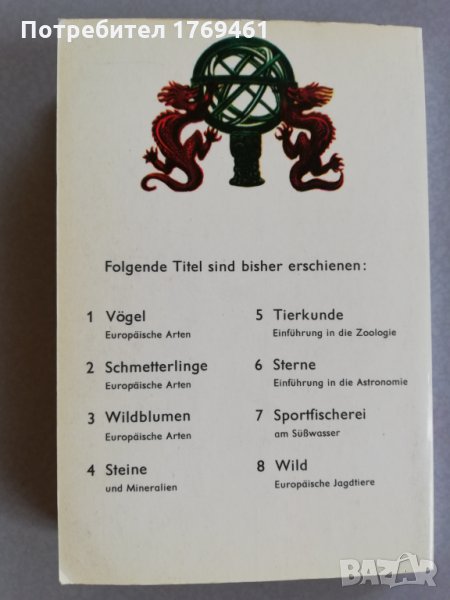 Потребител 1769461
Folgende Titel sind bisher erschienen:
1 Vögel
Europäische Arten
2 Schmetterlinge
Europäische Arten
3 Wildblumen
Europäische Arten
4 Steine
und Mineralien
5 Tierkunde
Einführung in die Zoologie
6 Sterne
Einführung in die Astronomie
7 Sportfischerei
am Süßwasser
8 Wild
Europäische Jagdtiere
BAZAR